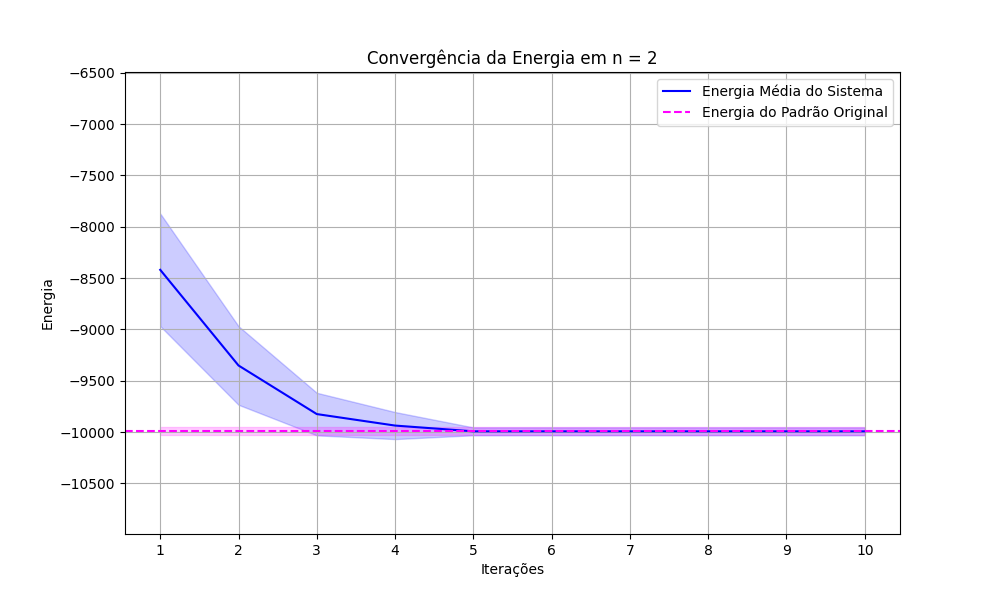 Convergência da Energia em n = 2
Energia Média do Sistema
Energia do Padrão Original
Energia
−6500
−7000
−7500
−8000
−8500
−9000
−9500
−10000
−10500
1 2 3 4 5 6 7 8 9 10
Iterações